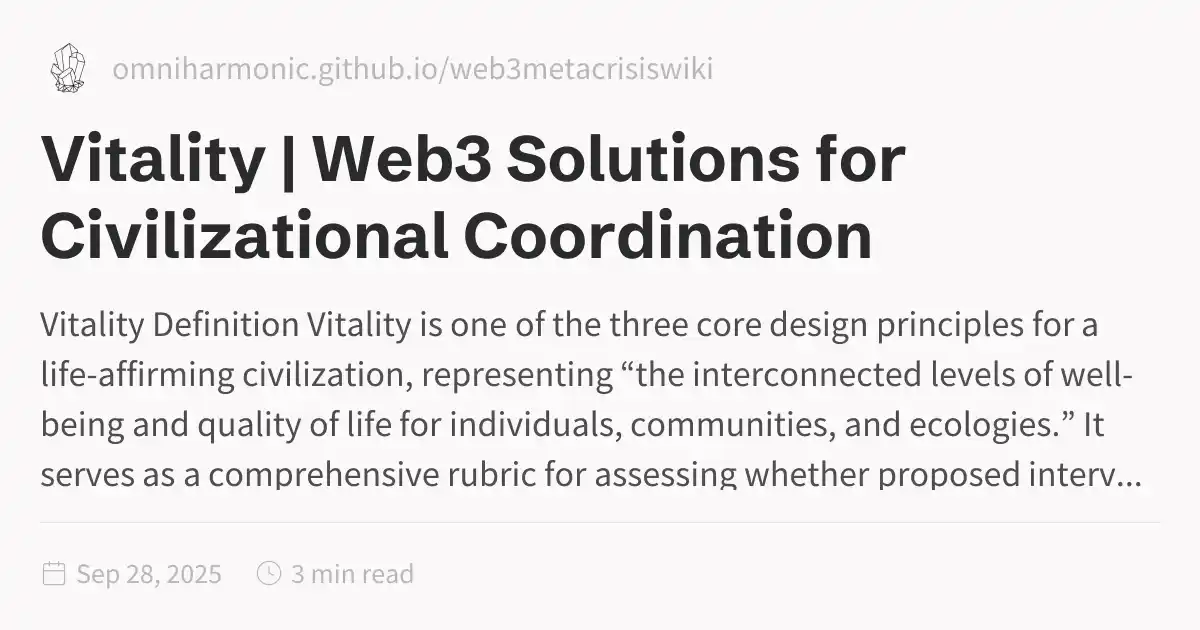 omniharmonic.github.io/web3metacrisiswiki
Vitality | Web3 Solutions for
Civilizational Coordination
Vitality Definition Vitality is one of the three core design principles for a
life-affirming civilization, representing “the interconnected levels of well-
being and quality of life for individuals, communities, and ecologies.” It
serves as a comprehensive rubric for assessing whether proposed interv...
Sep 28, 2025 3 min read